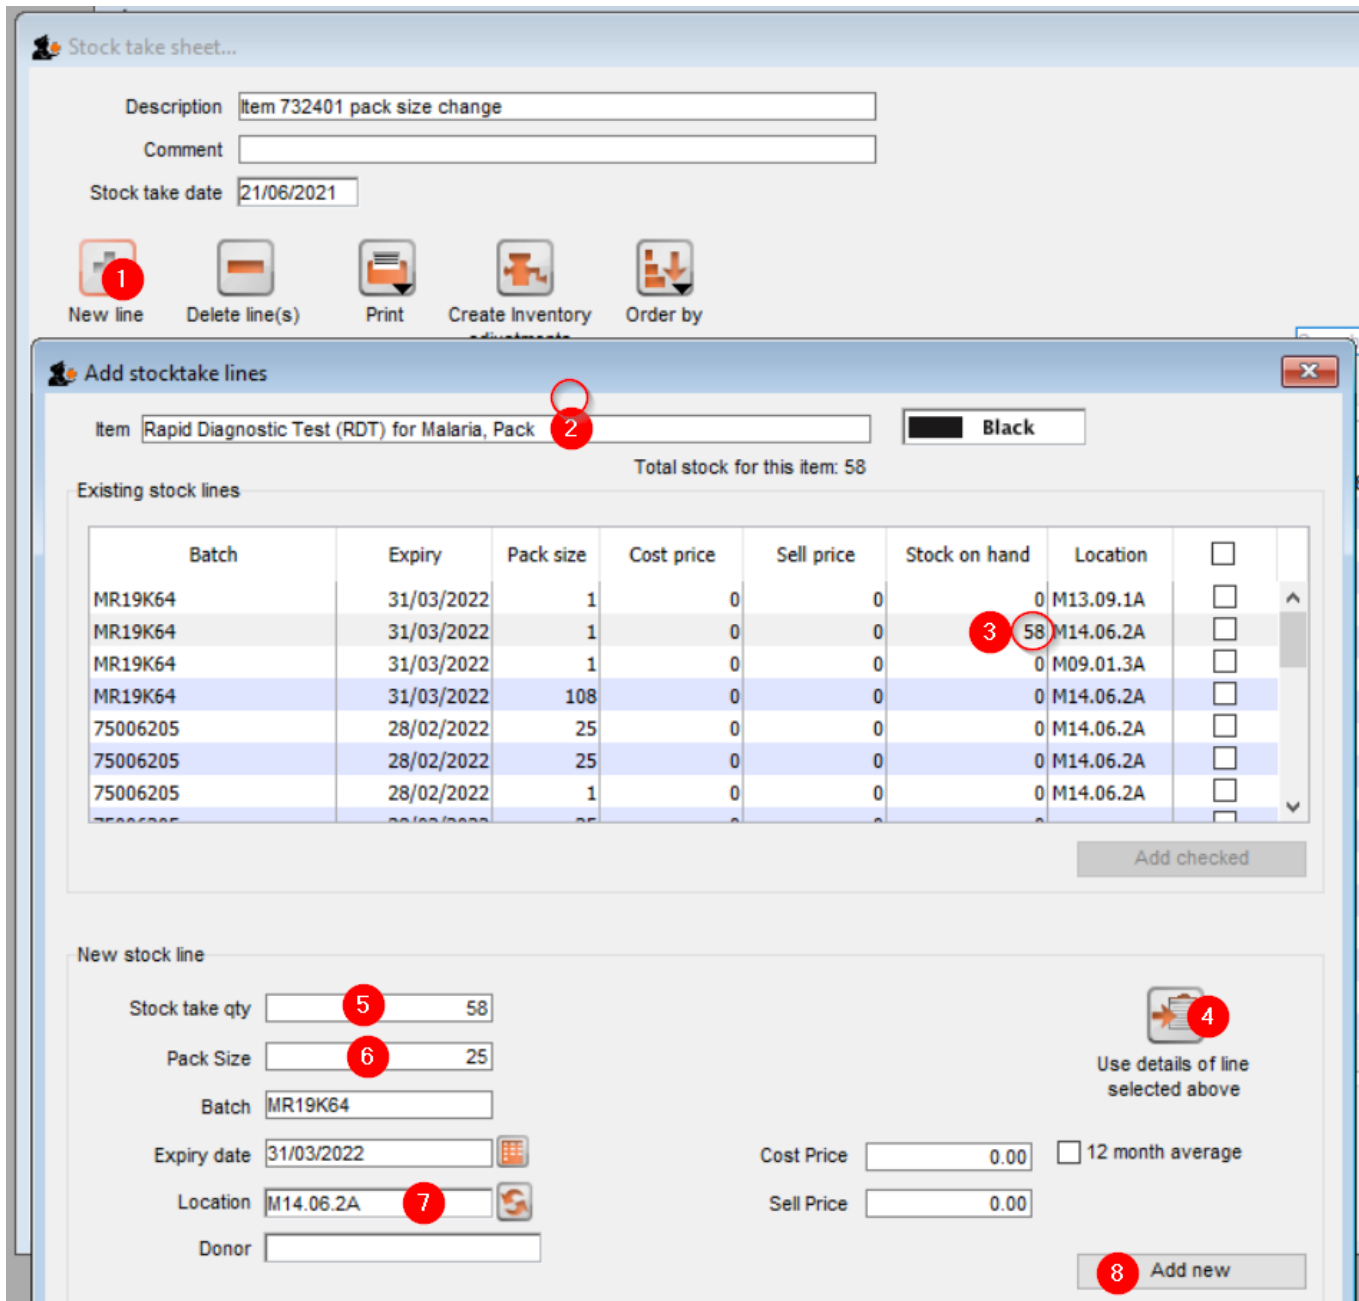 Stock take sheet...
Description Item 732401 pack size change
Comment
Stock take date 21/06/2021
1
New line Delete line(s) Print Create Inventory Order by
adjustments
Add stocktake lines
Item Rapid Diagnostic Test (RDT) for Malaria, Pack 2 Black
Total stock for this item: 58
Existing stock lines
Batch Expiry Pack size Cost price Sell price Stock on hand Location
MR19K64 31/03/2022 1 0 0 0 M13.09.1A
MR19K64 31/03/2022 1 0 0 3 58 M14.06.2A
MR19K64 31/03/2022 1 0 0 0 M09.01.3A
MR19K64 31/03/2022 108 0 0 0 M14.06.2A
75006205 28/02/2022 25 0 0 0 M14.06.2A
75006205 28/02/2022 25 0 0 0 M14.06.2A
75006205 28/02/2022 1 0 0 0 M14.06.2A
Add checked
New stock line
Stock take qty 5 58
4
Pack Size 6 25
Use details of line
selected above
Batch MR19K64
Expiry date 31/03/2022 Cost Price 0.00 12 month average
Location M14.06.2A 7 Sell Price 0.00
Donor
8 Add new